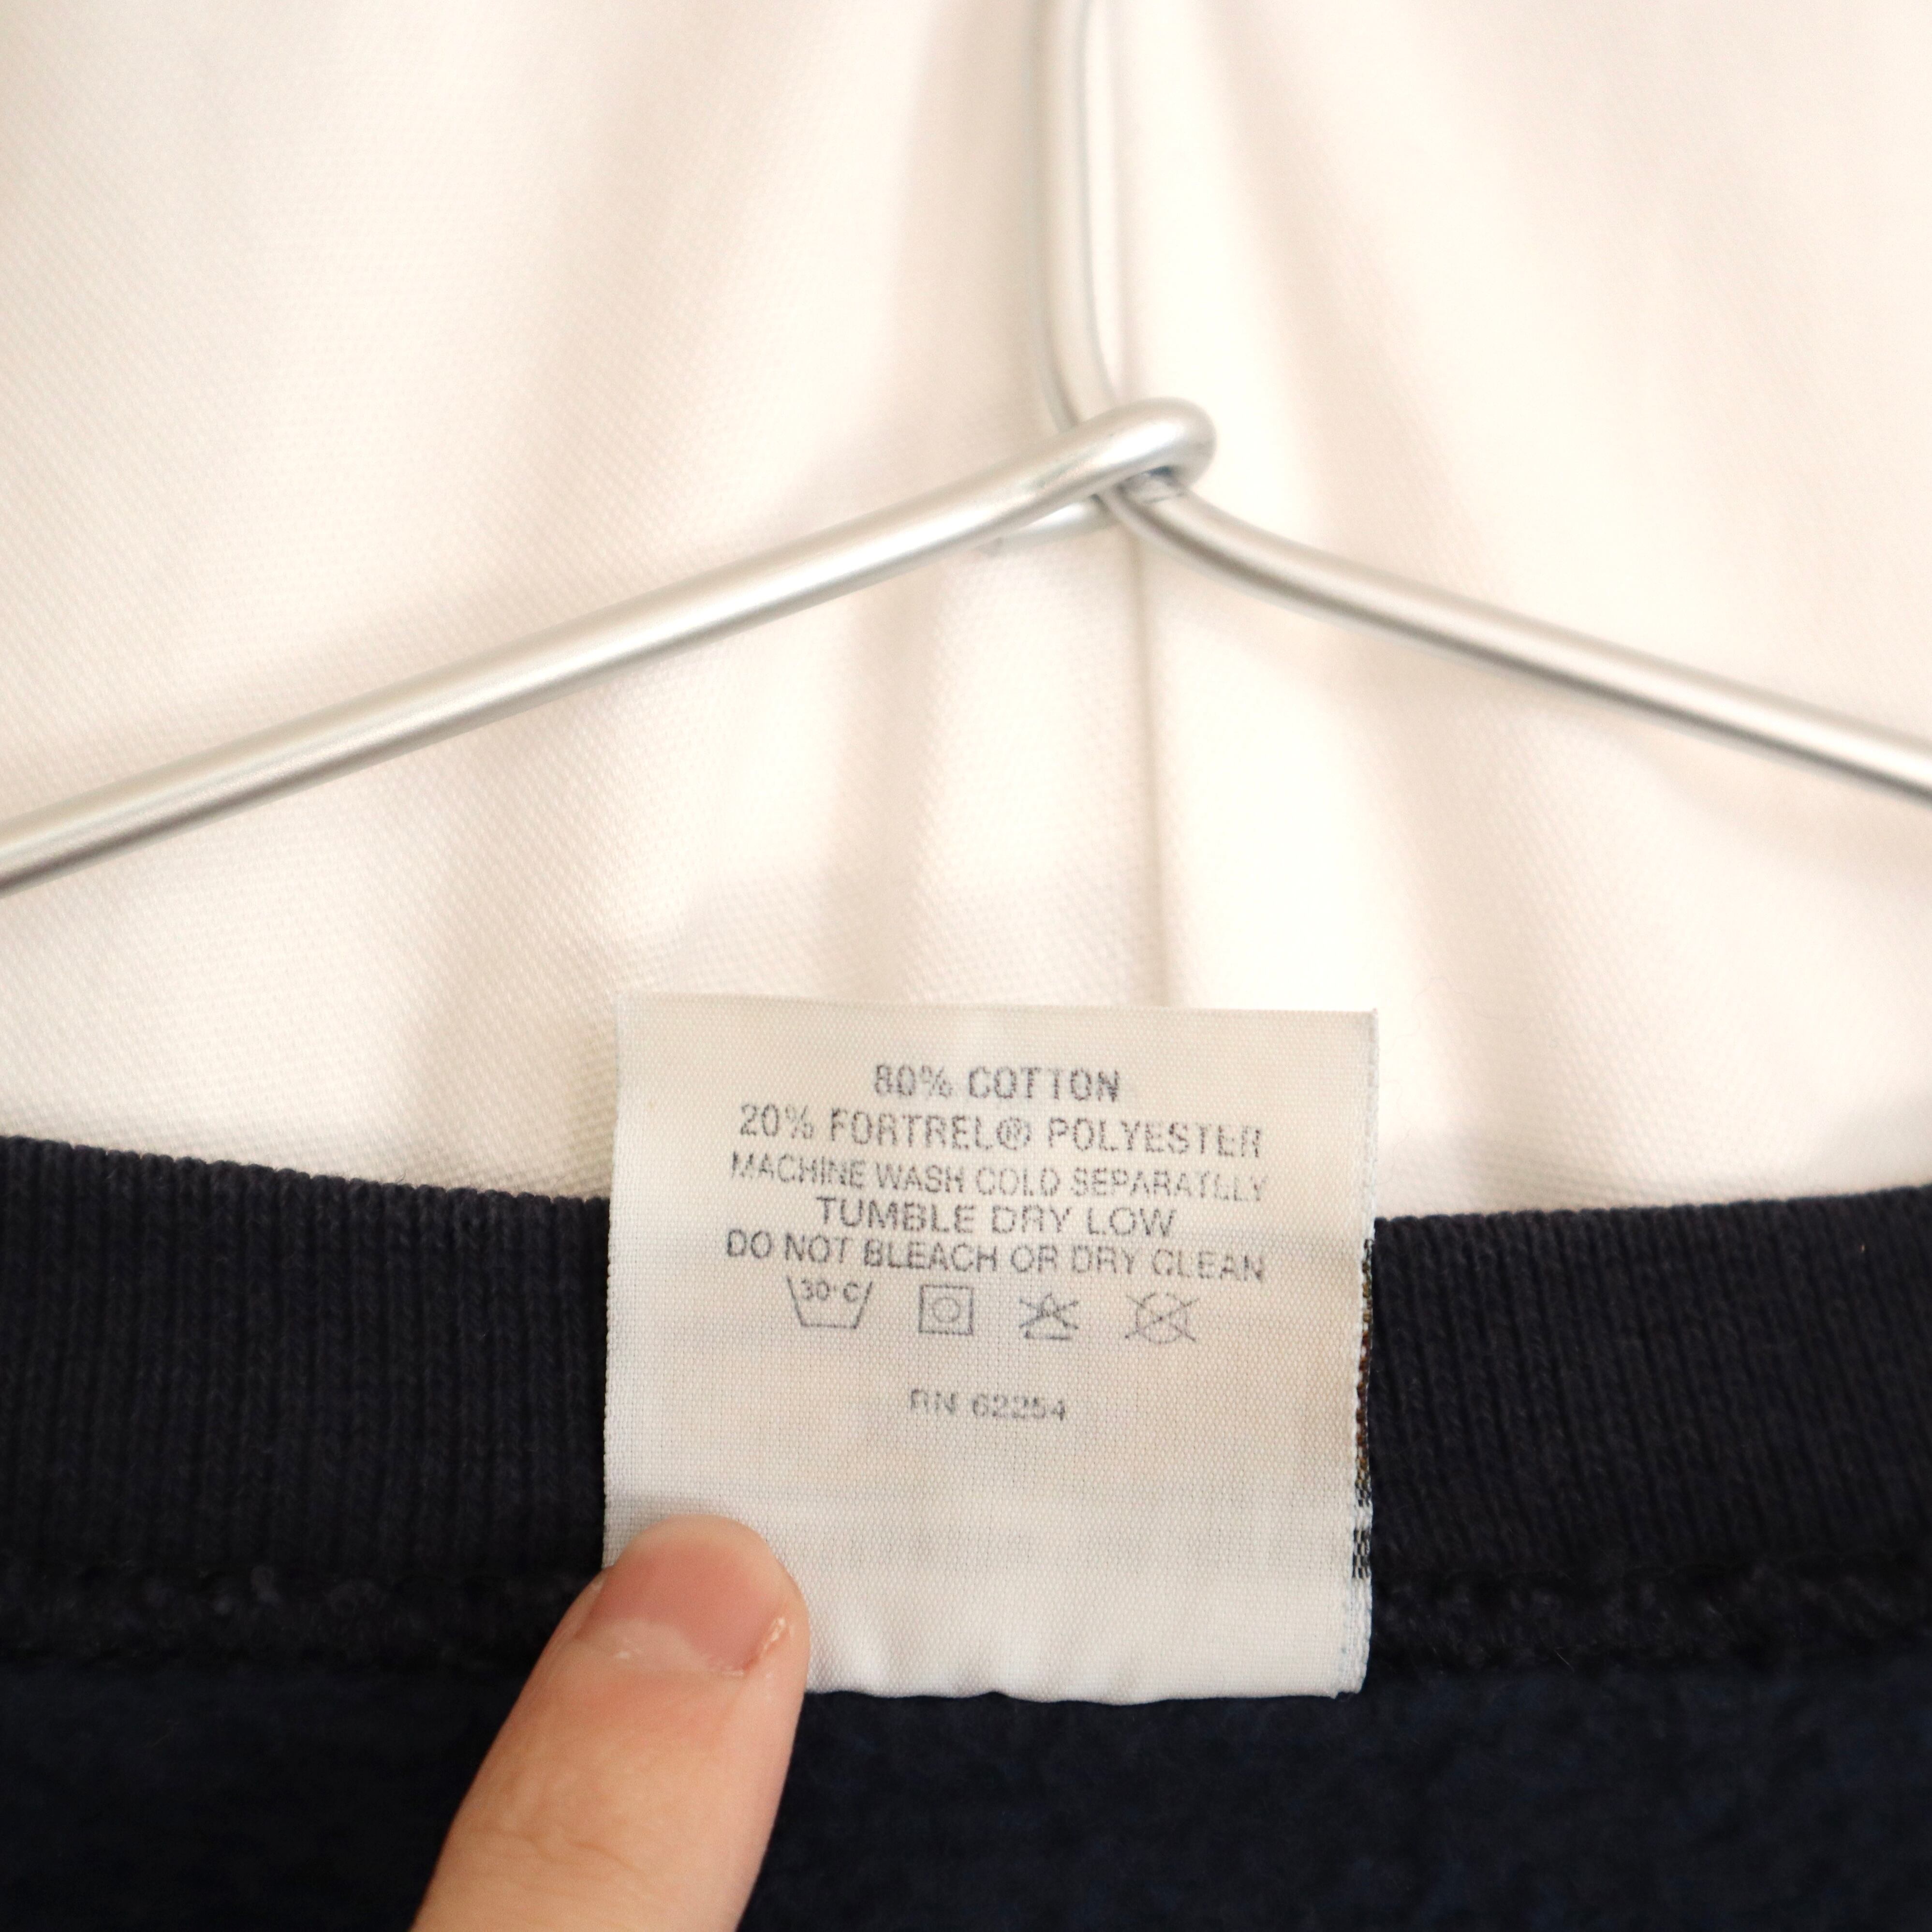 80% COTTON
20% FORTREL® POLYESTER
MACHINE WASH COLD SEPARATELY
TUMBLE DRY LOW
DO NOT BLEACH OR DRY CLEAN
30°C
RN 62254